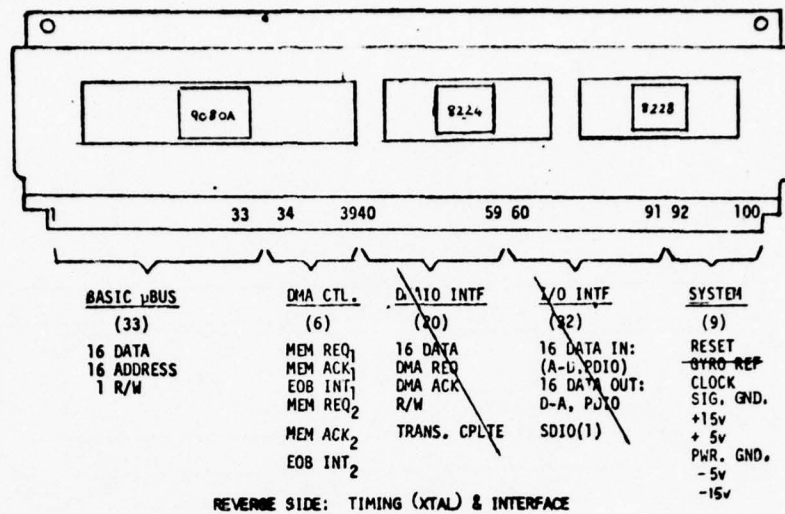 9080A 8224 8228
1 33 34 39 40 59 60 91 92 100
BASIC µBUS
(33)
16 DATA
16 ADDRESS
1 R/W
DMA CTL.
(6)
MEM REQ1
MEM ACK1
EOB INT1
MEM REQ2
MEM ACK2
EOB INT2
DMAIO INTF
(20)
16 DATA
DMA REQ
DMA ACK
R/W
TRANS. CPLTE
I/O INTF
(32)
16 DATA IN:
(A-D,PDIO)
16 DATA OUT:
D-A, PDIO
SDIO(1)
SYSTEM
(9)
RESET
GYRO REF
CLOCK
SIG. GND.
+15v
+ 5v
PWR. GND.
- 5v
-15v
REVERSE SIDE: TIMING (XTAL) & INTERFACE